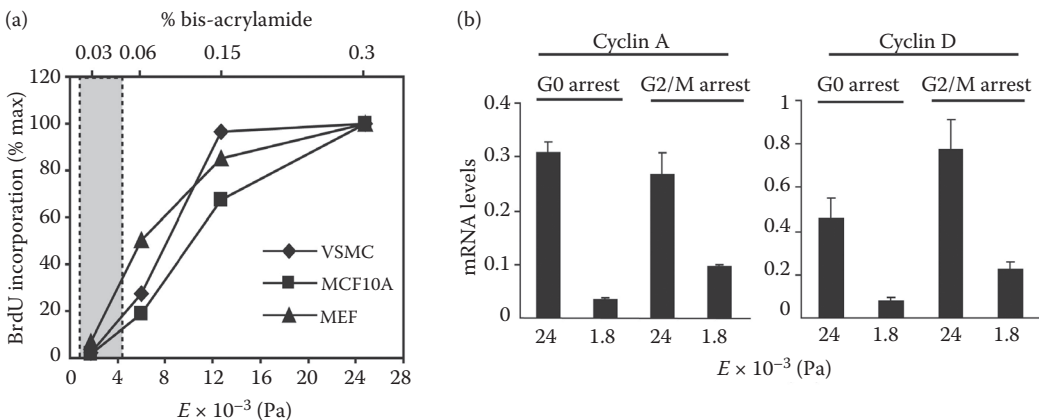 (a)
% bis-acrylamide
0.03 0.06 0.15 0.3
120
100
80
60
40
20
0
BrdU incorporation (% max)
VSMC
MCF10A
MEF
0 4 8 12 16 20 24 28
E × 10⁻³ (Pa)
(b)
Cyclin A
G0 arrest G2/M arrest
0.4
0.3
0.2
0.1
0
mRNA levels
24 1.8 24 1.8
Cyclin D
G0 arrest G2/M arrest
1
0.8
0.6
0.4
0.2
0
24 1.8 24 1.8
E × 10⁻³ (Pa)